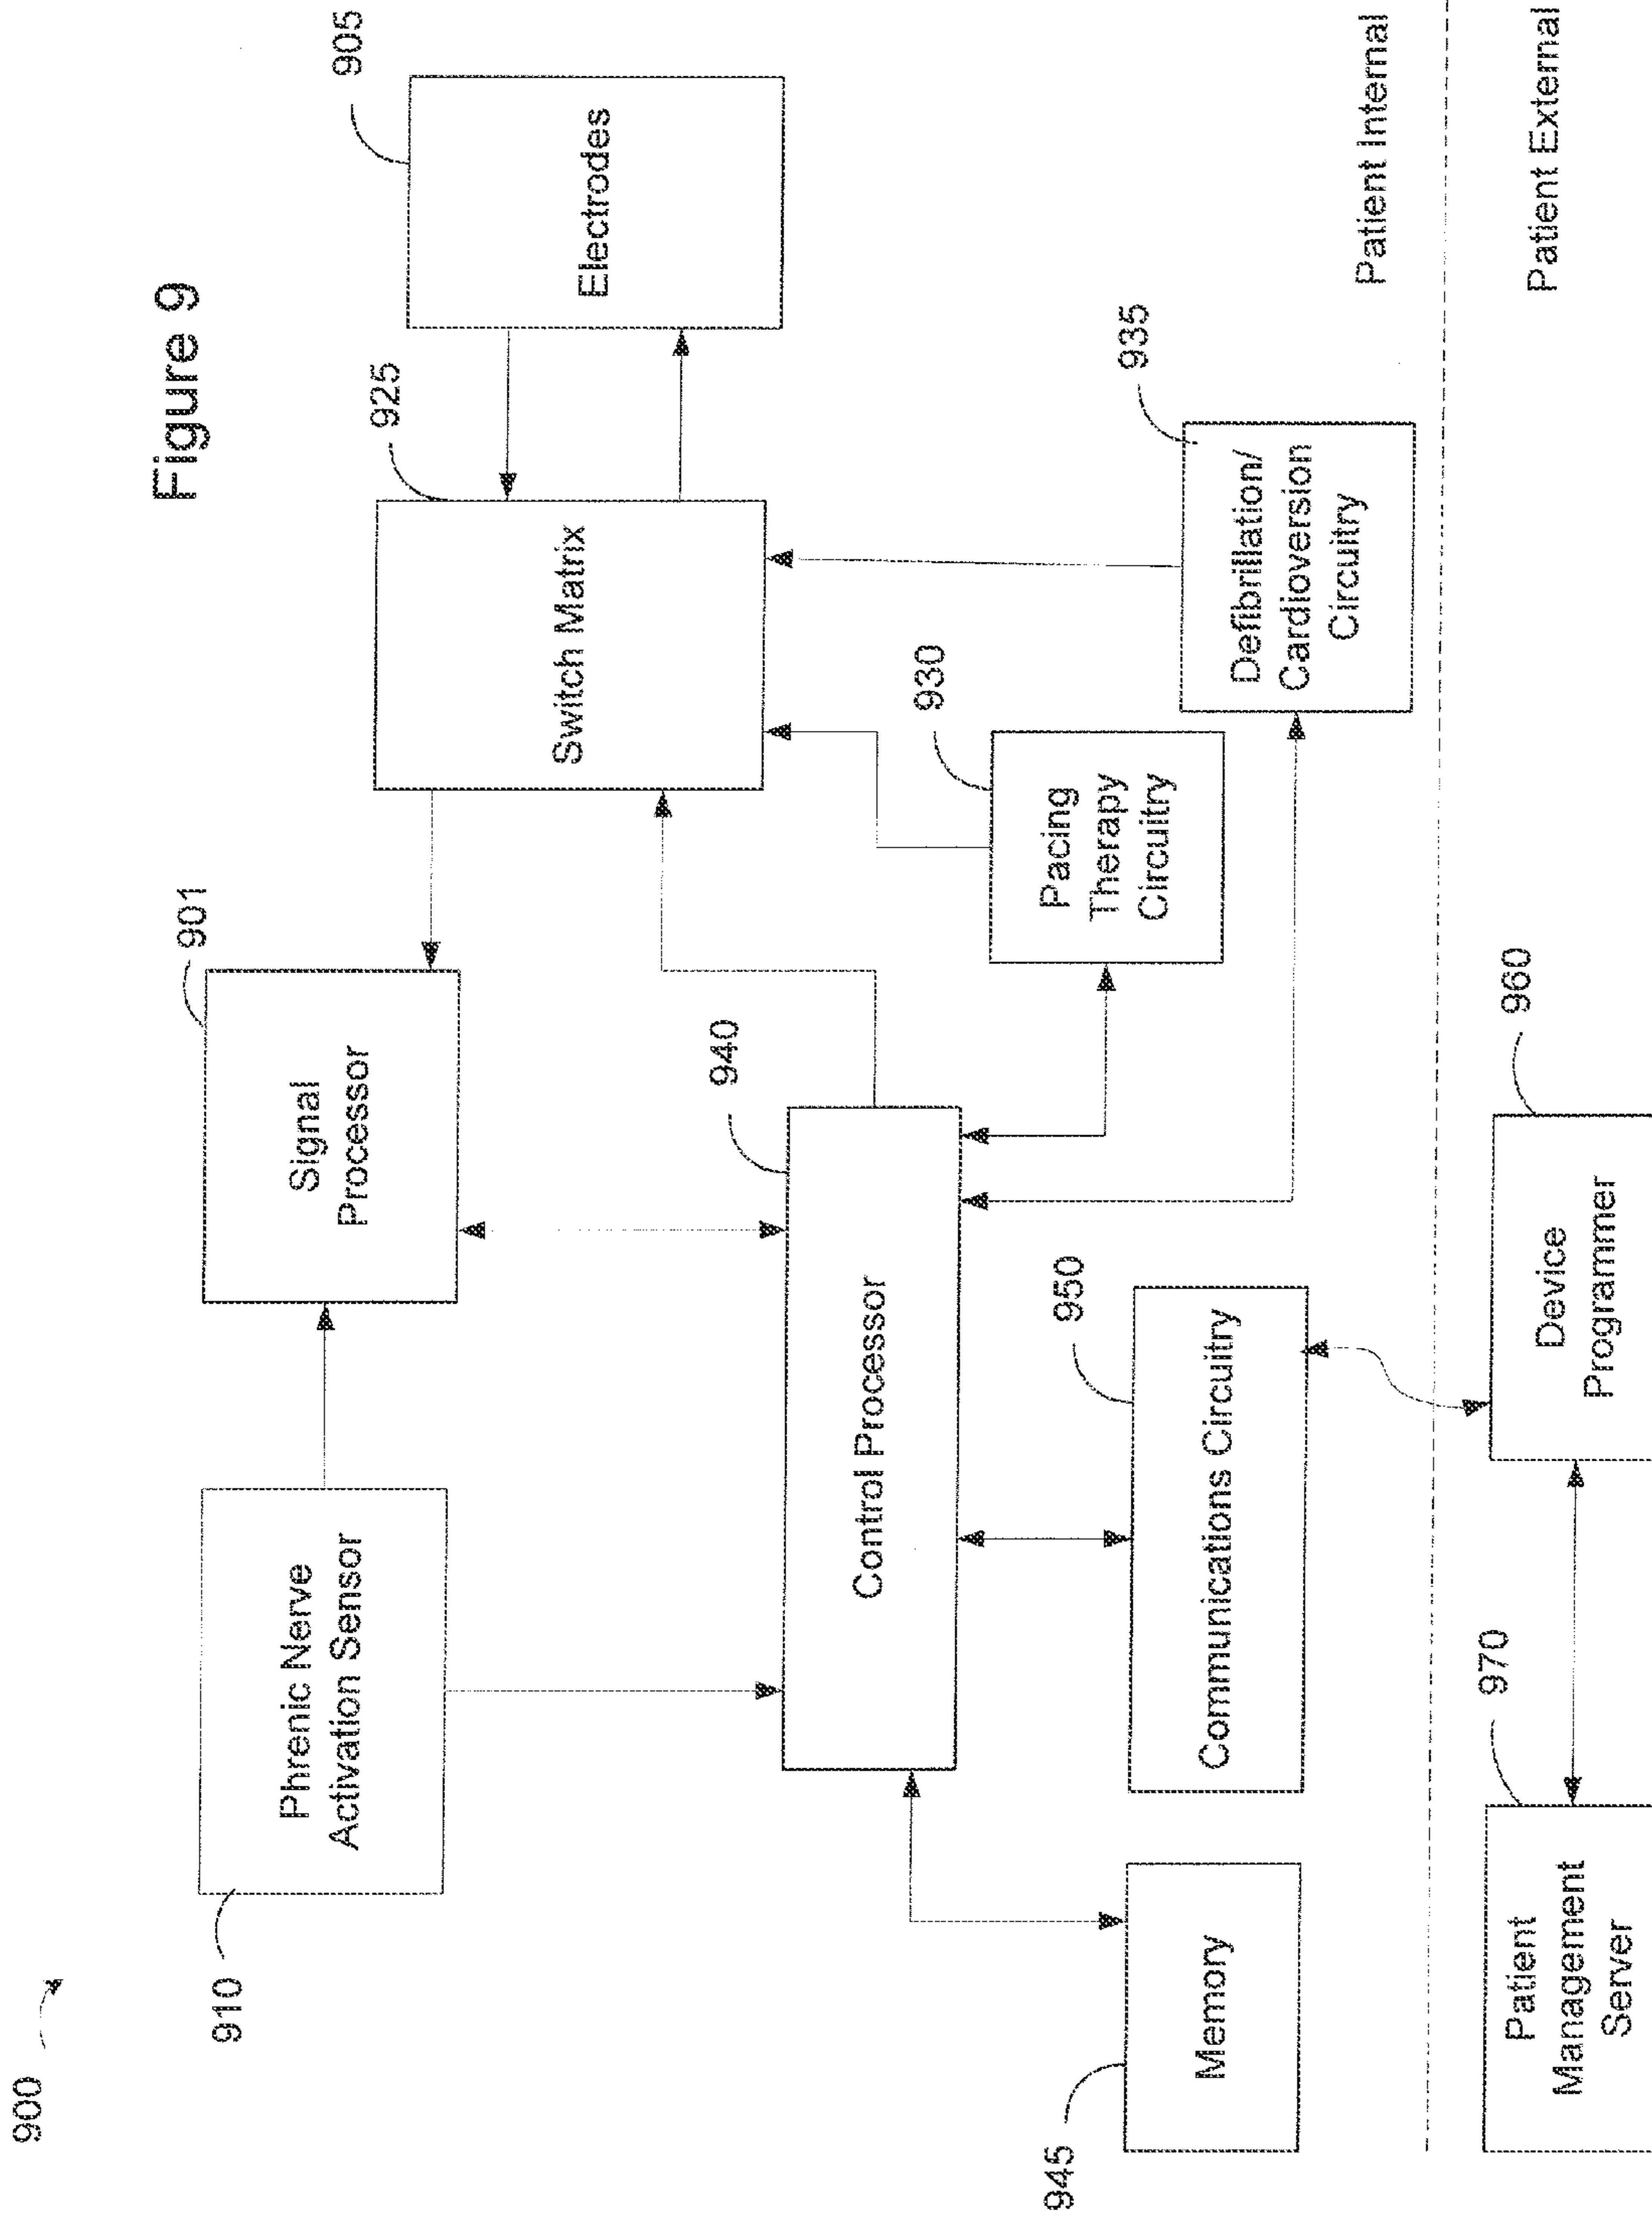 900
Figure 9
910
Phrenic Nerve
Activation Sensor
901
Signal
Processor
925
Switch Matrix
905
Electrodes
940
Control Processor
930
Pacing
Therapy
Circuitry
935
Defibrillation/
Cardioversion
Circuitry
945
Memory
950
Communications Circuitry
Patient Internal
Patient External
970
Patient
Management
Server
960
Device
Programmer